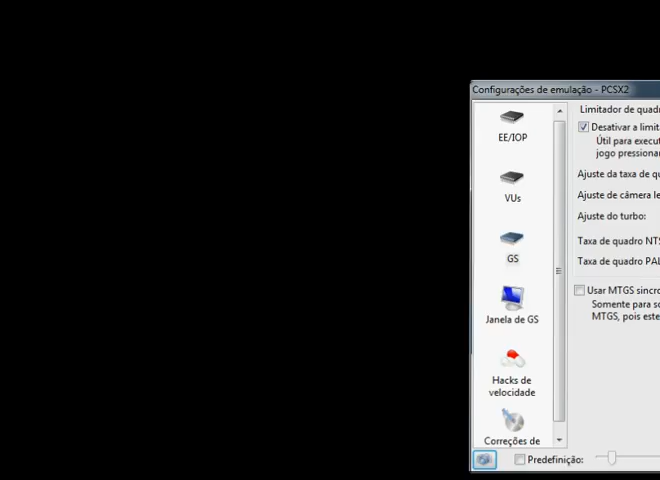 Configurações de emulação - PCSX2
Limitador de quad
Desativar a limit
Útil para execut
jogo pressionar
Ajuste da taxa de qu
Ajuste de câmera le
Ajuste do turbo:
Taxa de quadro NTS
Taxa de quadro PAL
Usar MTGS sincro
Somente para so
MTGS, pois este
EE/IOP
VUs
GS
Janela de GS
Hacks de
velocidade
Correções de
Predefinição: